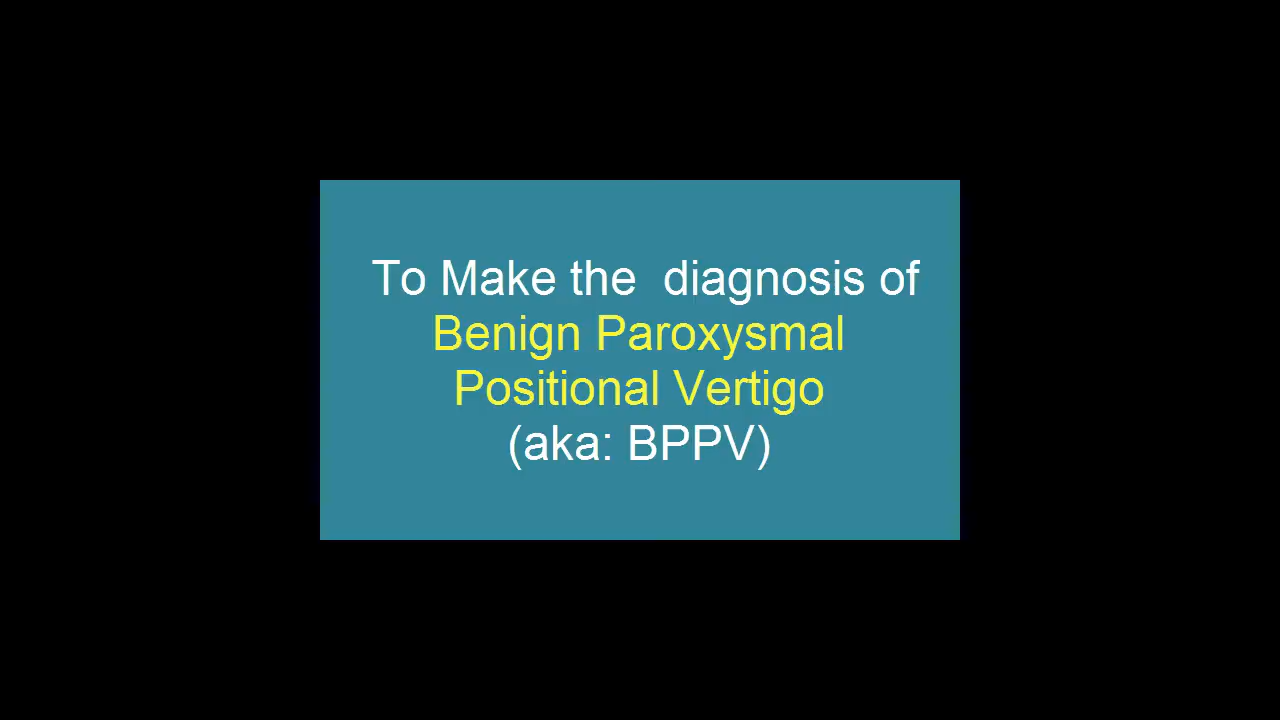 To Make the  diagnosis of
Benign Paroxysmal
Positional Vertigo
(aka: BPPV)